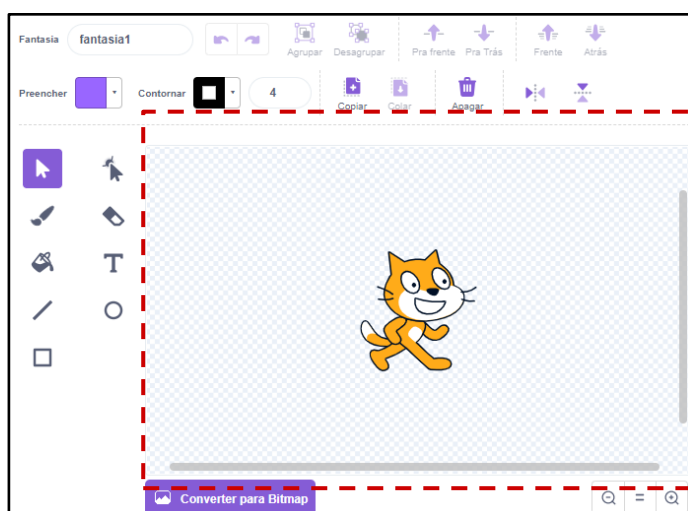 Fantasia fantasia1
Agrupar Desagrupar Pra frente Pra Trás Frente Atrás
Preencher Contornar 4
Copiar Colar Apagar
T
Converter para Bitmap